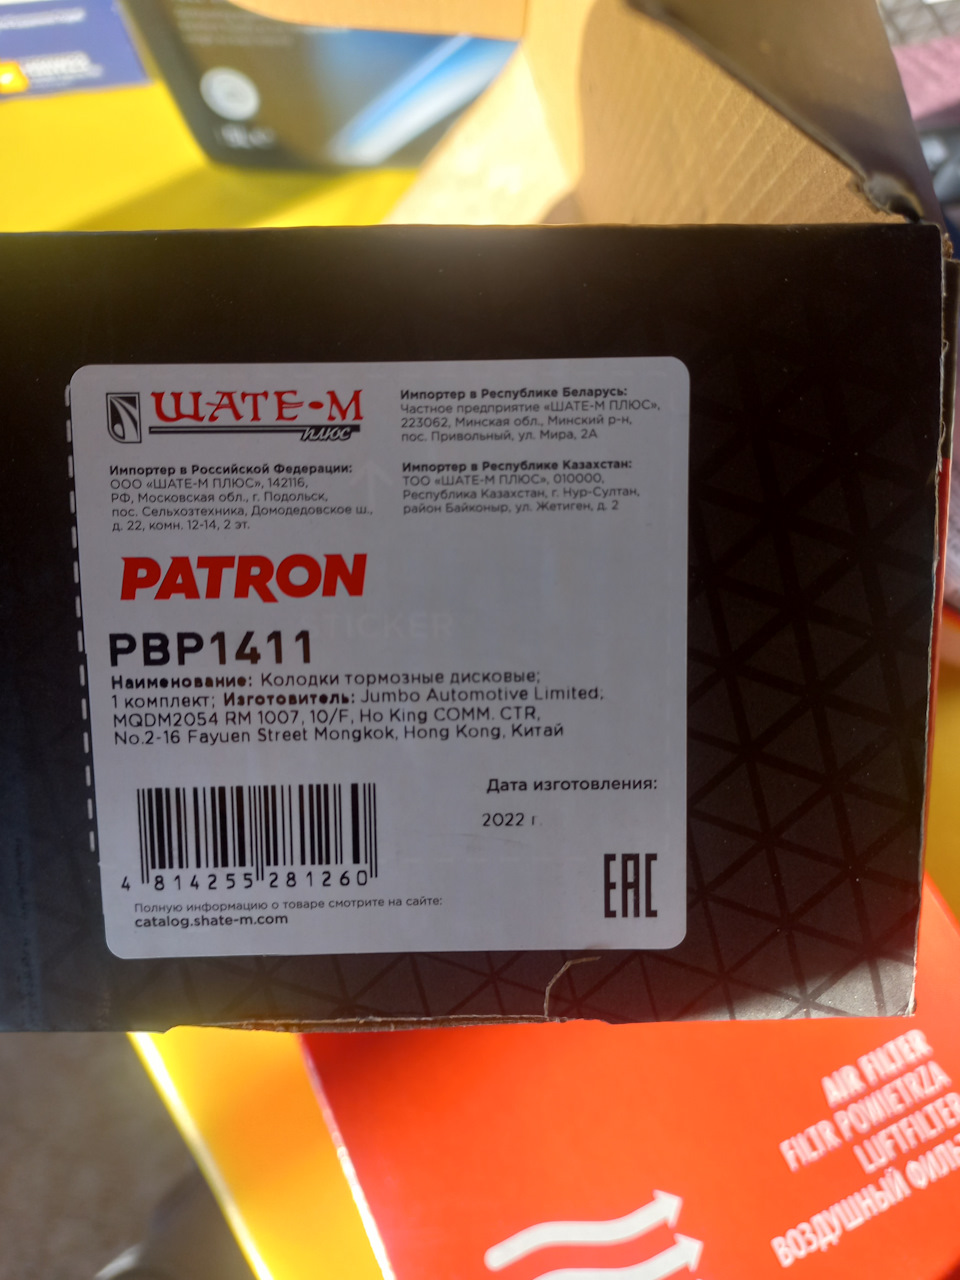 ШАТЕ-М
плюс
Импортер в Российской Федерации:
ООО «ШАТЕ-М ПЛЮС», 142116,
РФ, Московская обл., г. Подольск,
пос. Сельхозтехника, Домодедовское ш.,
д. 22, комн. 12-14, 2 эт.
Импортер в Республике Беларусь:
Частное предприятие «ШАТЕ-М ПЛЮС»,
223062, Минская обл., Минский р-н,
пос. Привольный, ул. Мира, 2А
Импортер в Республике Казахстан:
ТОО «ШАТЕ-М ПЛЮС», 010000,
Республика Казахстан, г. Нур-Султан,
район Байконыр, ул. Жетиген, д. 2
PATRON
STICKER
PBP1411
Наименование: Колодки тормозные дисковые;
1 комплект; Изготовитель: Jumbo Automotive Limited;
MQDM2054 RM 1007, 10/F, Ho King COMM. CTR,
No.2-16 Fayuen Street Mongkok, Hong Kong, Китай
Дата изготовления:
2022 г.
4 814255 281260
EAC
Полную информацию о товаре смотрите на сайте:
catalog.shate-m.com
AIR FILTER
FILTR POWIETRZA
LUFTFILTER
ВОЗДУШНЫЙ